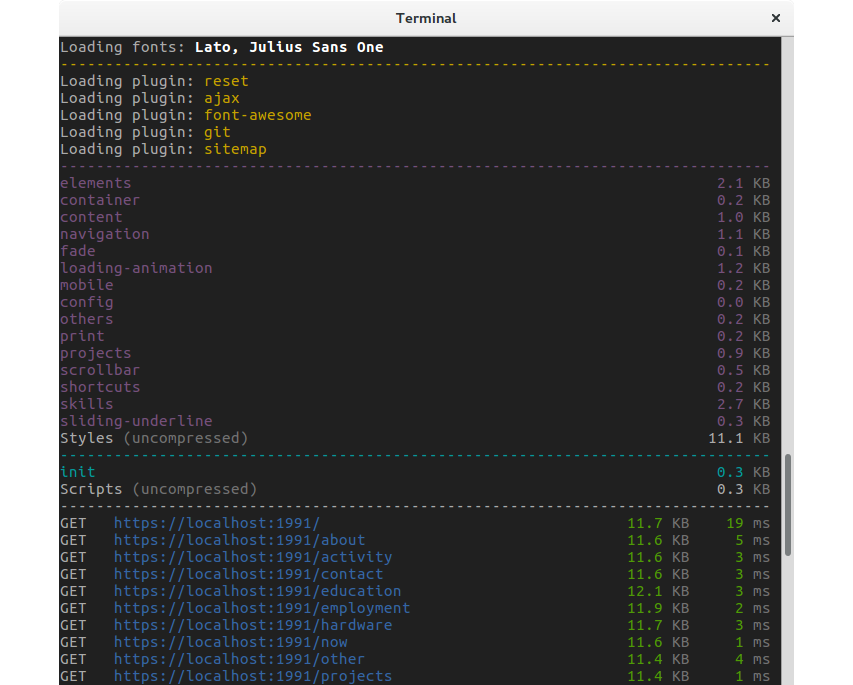 Terminal ×
Loading fonts: Lato, Julius Sans One
-------------------------------------------------------------------------------
Loading plugin: reset
Loading plugin: ajax
Loading plugin: font-awesome
Loading plugin: git
Loading plugin: sitemap
-------------------------------------------------------------------------------
elements 2.1 KB
container 0.2 KB
content 1.0 KB
navigation 1.1 KB
fade 0.1 KB
loading-animation 1.2 KB
mobile 0.2 KB
config 0.0 KB
others 0.2 KB
print 0.2 KB
projects 0.9 KB
scrollbar 0.5 KB
shortcuts 0.2 KB
skills 2.7 KB
sliding-underline 0.3 KB
Styles (uncompressed) 11.1 KB
-------------------------------------------------------------------------------
init 0.3 KB
Scripts (uncompressed) 0.3 KB
-------------------------------------------------------------------------------
GET https://localhost:1991/ 11.7 KB 19 ms
GET https://localhost:1991/about 11.6 KB 5 ms
GET https://localhost:1991/activity 11.6 KB 3 ms
GET https://localhost:1991/contact 11.6 KB 3 ms
GET https://localhost:1991/education 12.1 KB 3 ms
GET https://localhost:1991/employment 11.9 KB 2 ms
GET https://localhost:1991/hardware 11.7 KB 3 ms
GET https://localhost:1991/now 11.6 KB 1 ms
GET https://localhost:1991/other 11.4 KB 4 ms
GET https://localhost:1991/projects 11.4 KB 1 ms